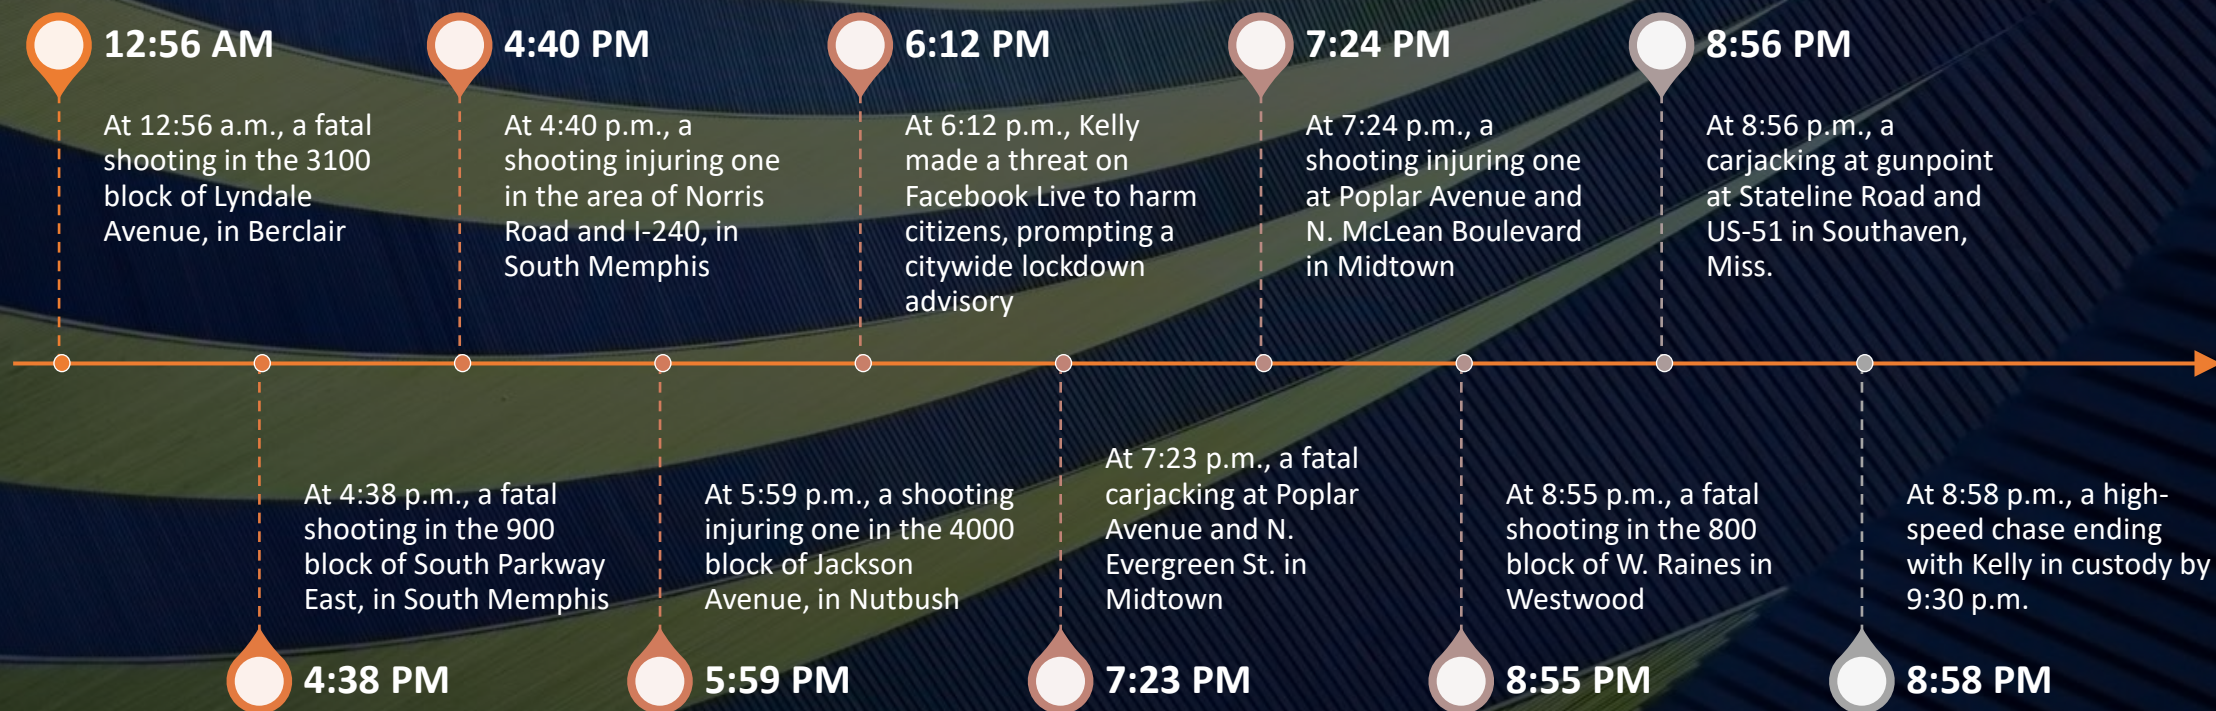 12:56 AM
At 12:56 a.m., a fatal
shooting in the 3100
block of Lyndale
Avenue, in Berclair
4:38 PM
At 4:38 p.m., a fatal
shooting in the 900
block of South Parkway
East, in South Memphis
4:40 PM
At 4:40 p.m., a
shooting injuring one
in the area of Norris
Road and I-240, in
South Memphis
5:59 PM
At 5:59 p.m., a shooting
injuring one in the 4000
block of Jackson
Avenue, in Nutbush
6:12 PM
At 6:12 p.m., Kelly
made a threat on
Facebook Live to harm
citizens, prompting a
citywide lockdown
advisory
7:23 PM
At 7:23 p.m., a fatal
carjacking at Poplar
Avenue and N.
Evergreen St. in
Midtown
7:24 PM
At 7:24 p.m., a
shooting injuring one
at Poplar Avenue and
N. McLean Boulevard
in Midtown
8:55 PM
At 8:55 p.m., a fatal
shooting in the 800
block of W. Raines in
Westwood
8:56 PM
At 8:56 p.m., a
carjacking at gunpoint
at Stateline Road and
US-51 in Southaven,
Miss.
8:58 PM
At 8:58 p.m., a high-
speed chase ending
with Kelly in custody by
9:30 p.m.